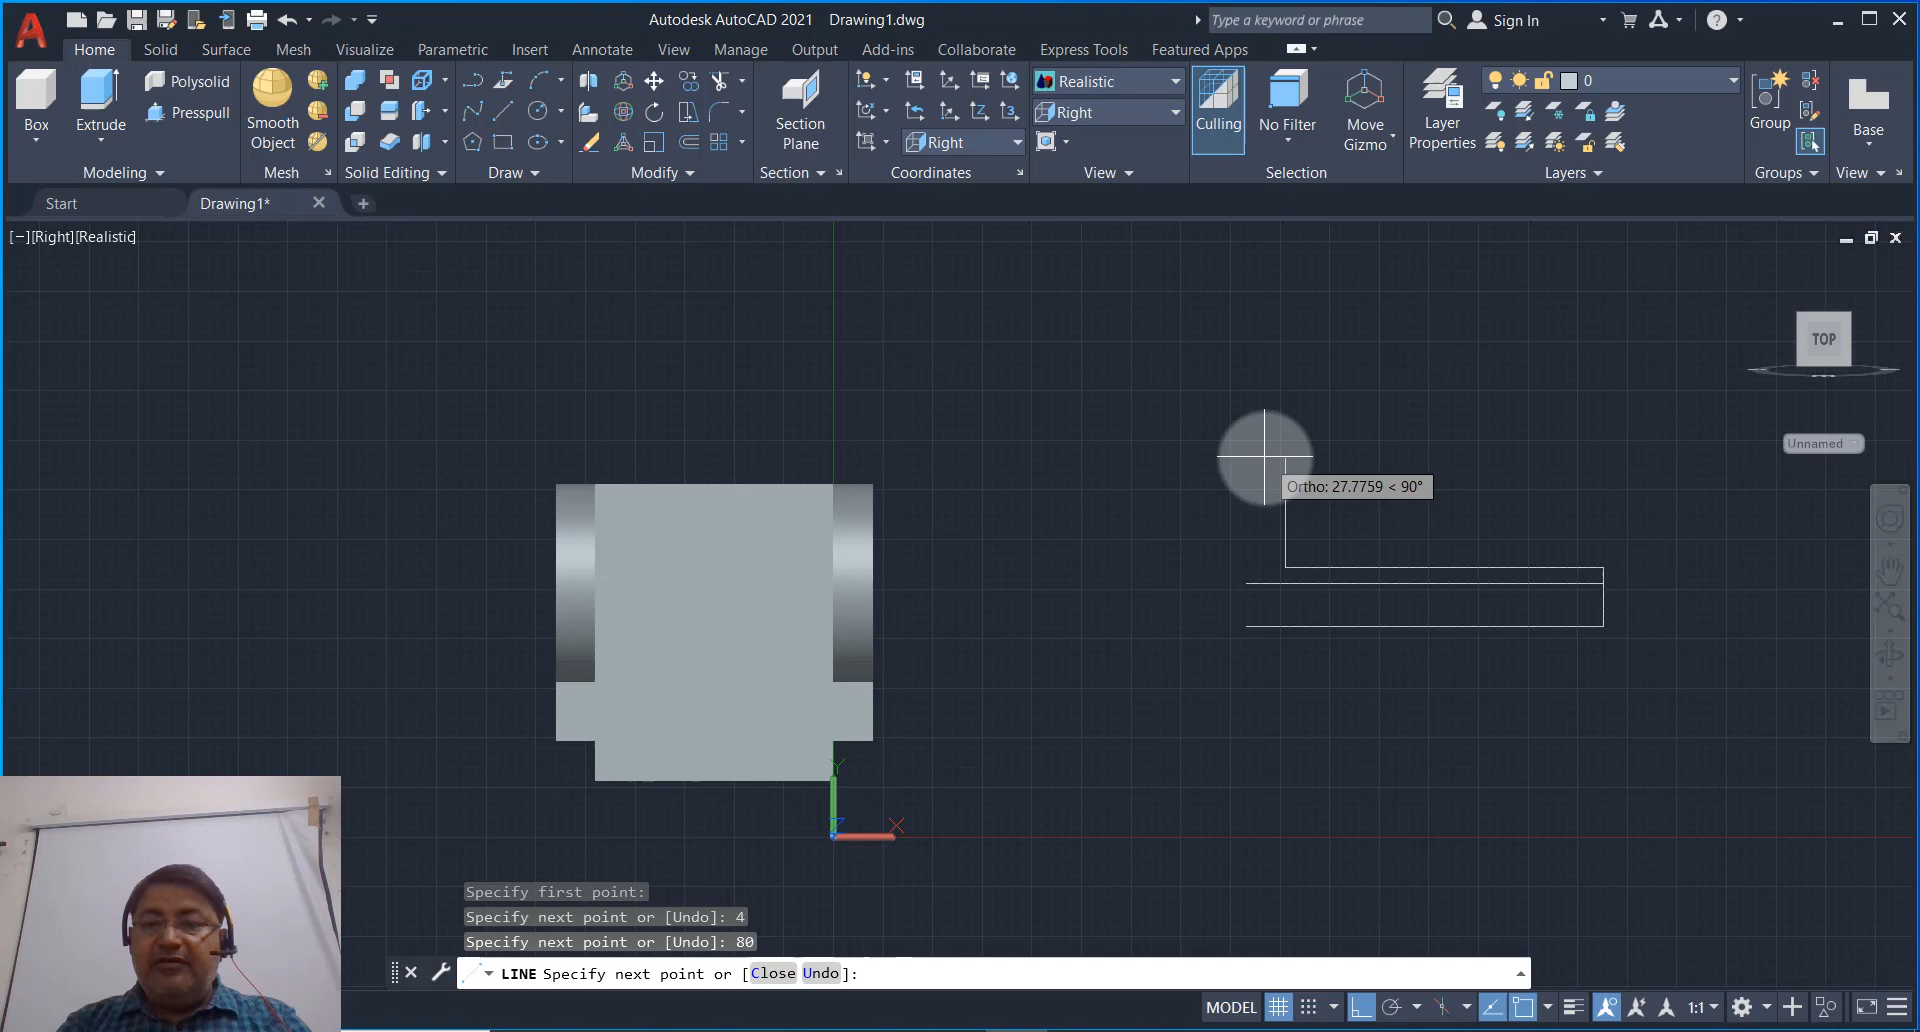 Autodesk AutoCAD 2021 Drawing1.dwg
Type a keyword or phrase
Sign In
Home Solid Surface Mesh Visualize Parametric Insert Annotate View Manage Output Add-ins Collaborate Express Tools Featured Apps
Box
Extrude
Polysolid
Presspull
Smooth
Object
Section
Plane
Right
Realistic
Right
Culling
No Filter
Move
Gizmo
Layer
Properties
0
Group
Base
Modeling Mesh Solid Editing Draw Modify Section Coordinates View Selection Layers Groups View
Start
Drawing1*
[−][Right][Realistic]
TOP
Unnamed
Ortho: 27.7759 < 90°
Y
X
Specify first point:
Specify next point or [Undo]: 4
Specify next point or [Undo]: 80
LINE Specify next point or [Close Undo]:
MODEL
1:1